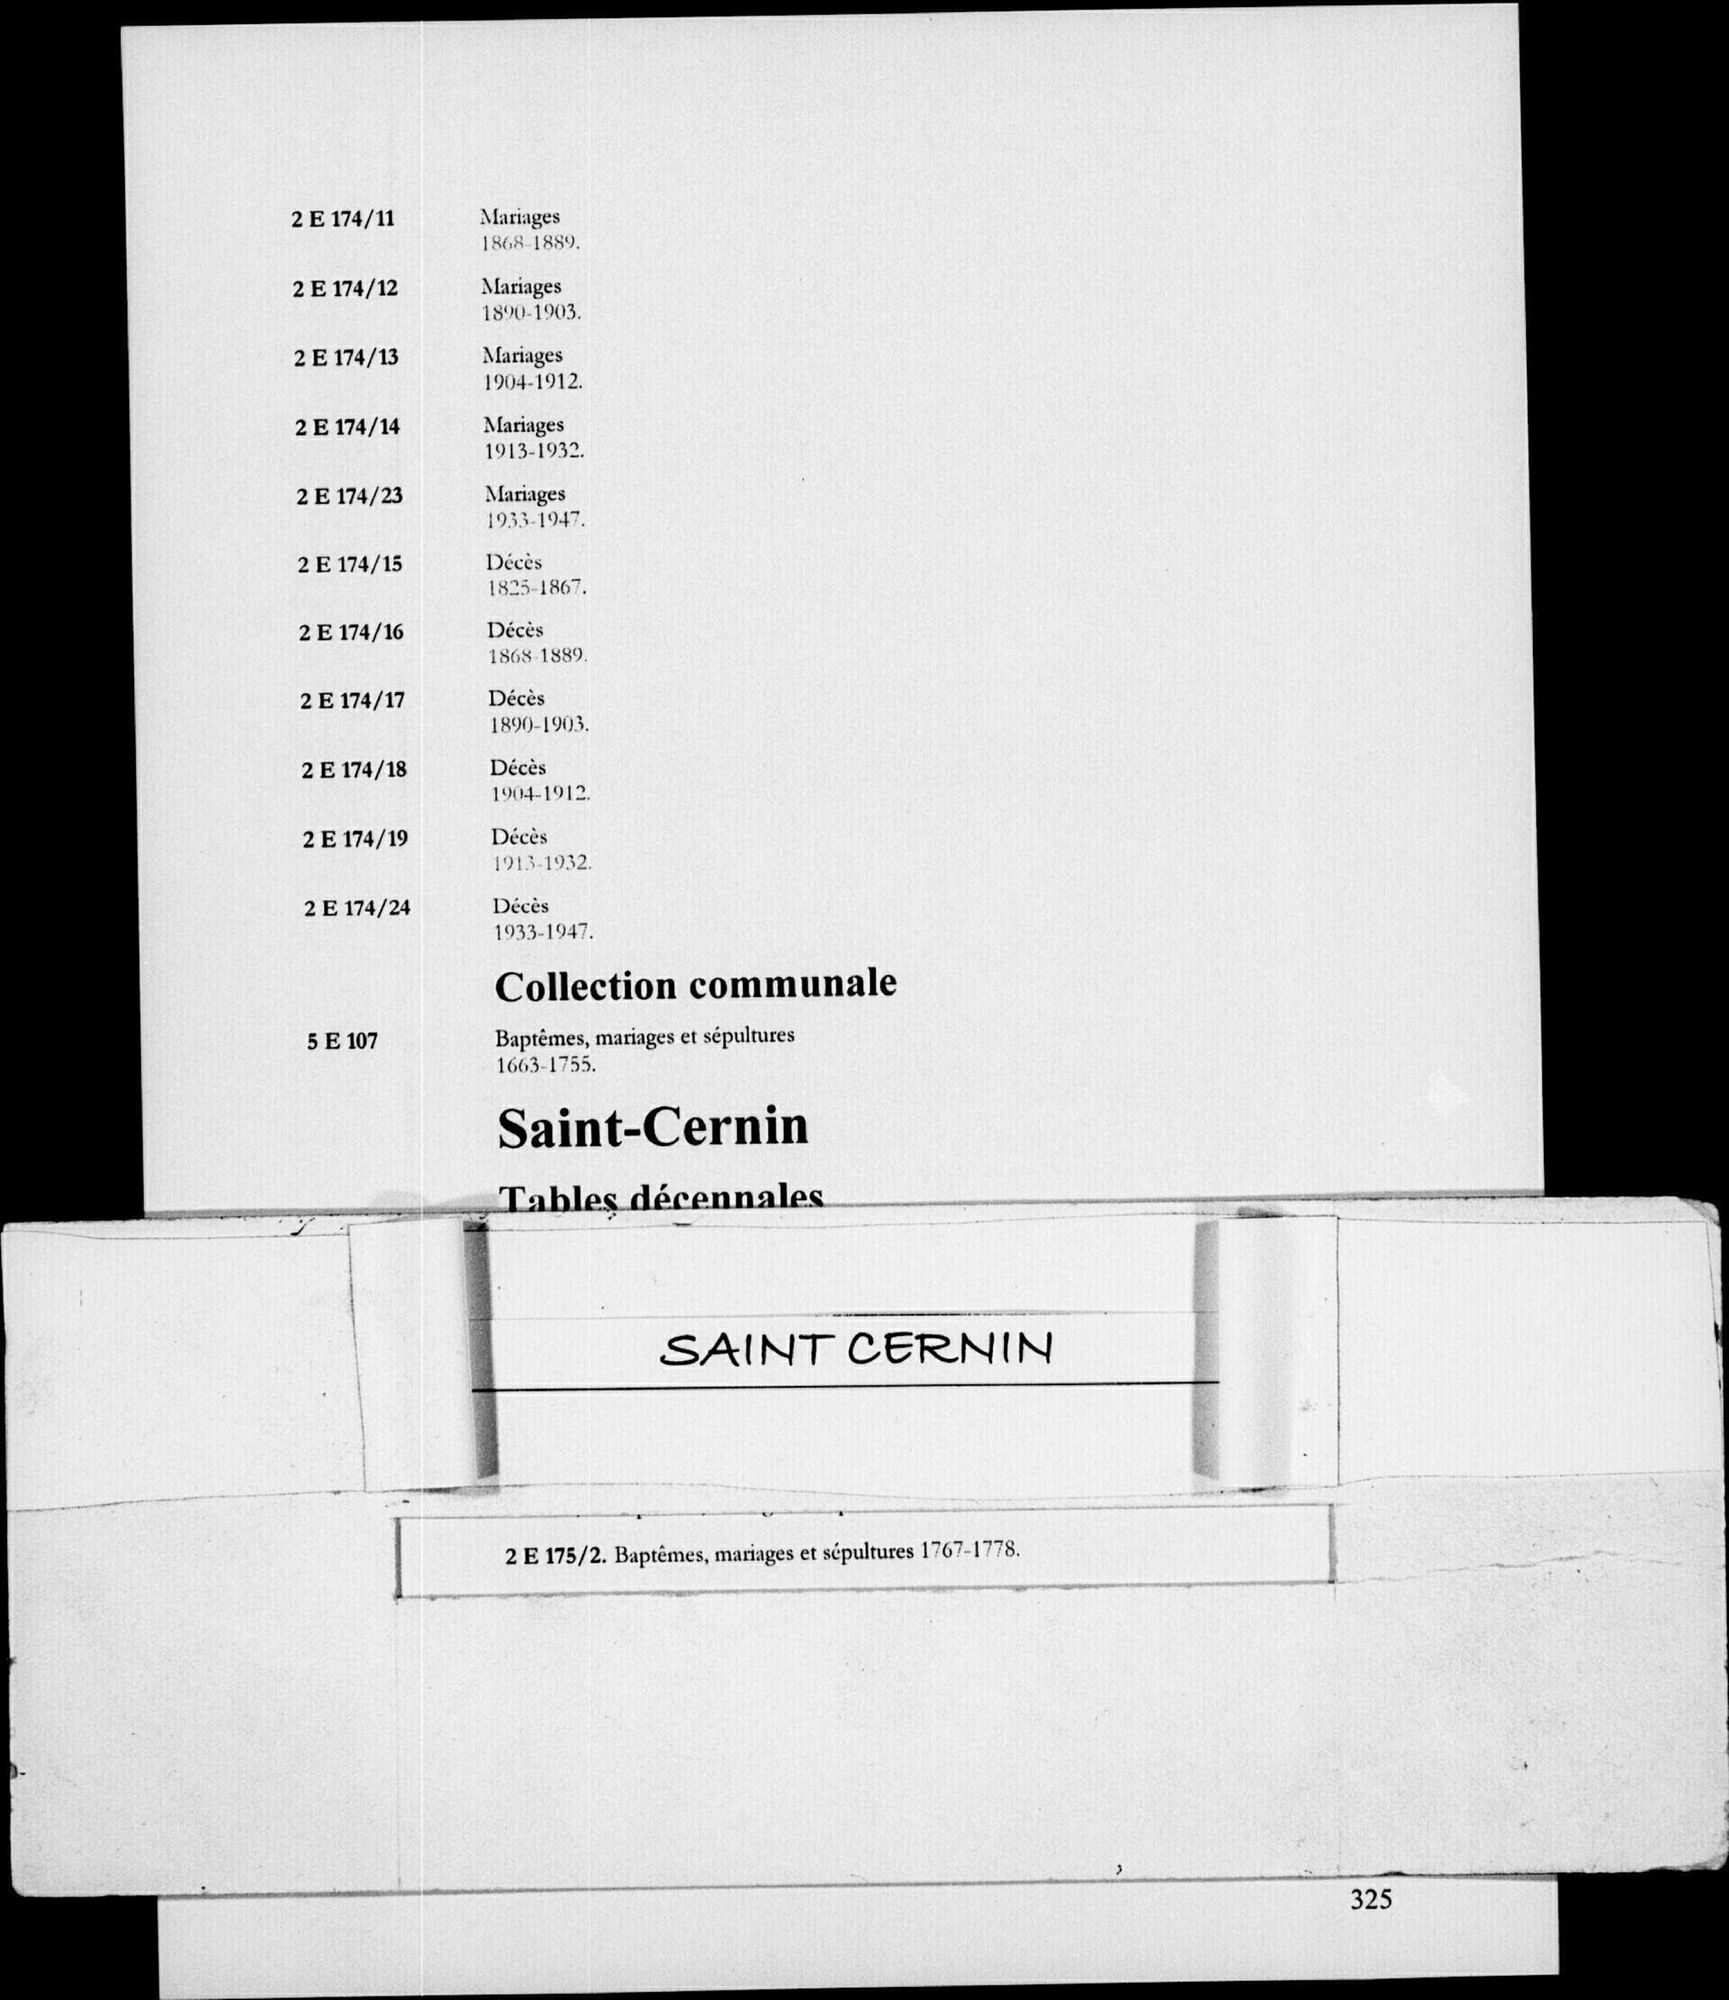 2 E 174/11 Mariages
1868-1889.
2 E 174/12 Mariages
1890-1903.
2 E 174/13 Mariages
1904-1912.
2 E 174/14 Mariages
1913-1932.
2 E 174/23 Mariages
1933-1947.
2 E 174/15 Décès
1825-1867.
2 E 174/16 Décès
1868-1889.
2 E 174/17 Décès
1890-1903.
2 E 174/18 Décès
1904-1912.
2 E 174/19 Décès
1913-1932.
2 E 174/24 Décès
1933-1947.
Collection communale
5 E 107 Baptêmes, mariages et sépultures
1663-1755.
Saint-Cernin
Tables décennales
SAINT CERNIN
2 E 175/2. Baptêmes, mariages et sépultures 1767-1778.
325